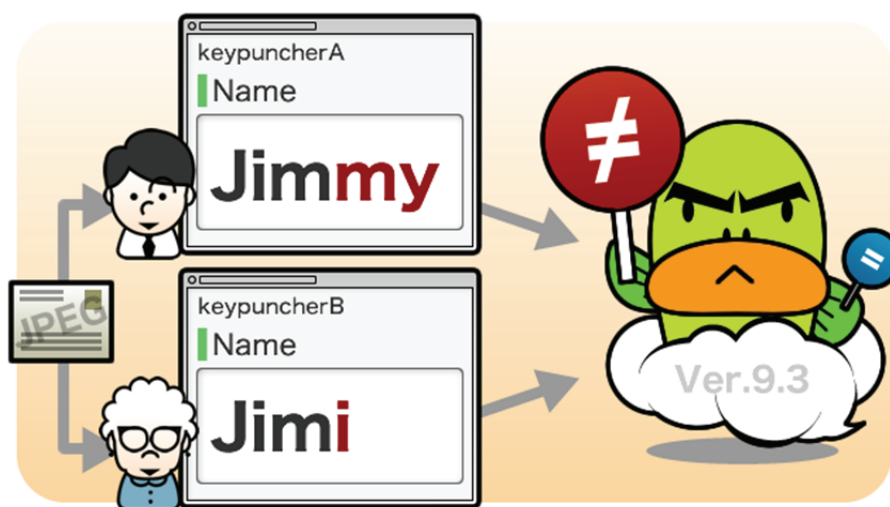 keypuncherA
Name
Jimmy
≠
=
JPEG
keypuncherB
Name
Jimi
Ver.9.3